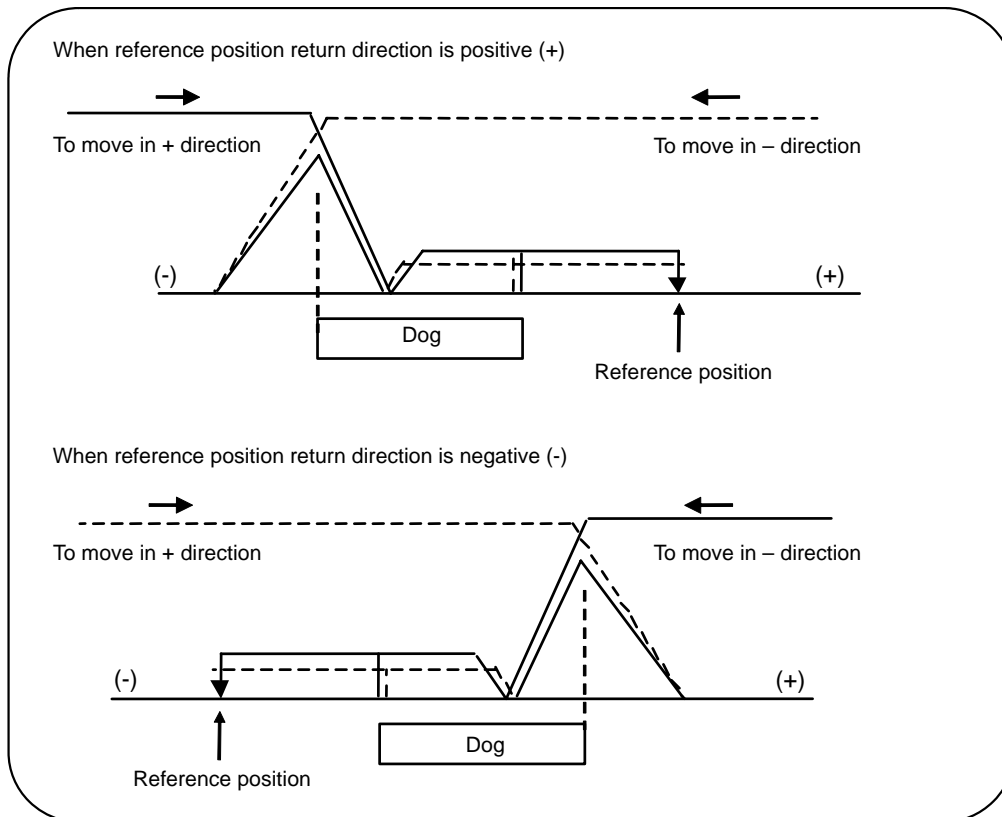 When reference position return direction is positive (+)
To move in + direction
To move in – direction
(-)
(+)
Dog
Reference position
When reference position return direction is negative (-)
To move in + direction
To move in – direction
(-)
(+)
Dog
Reference position